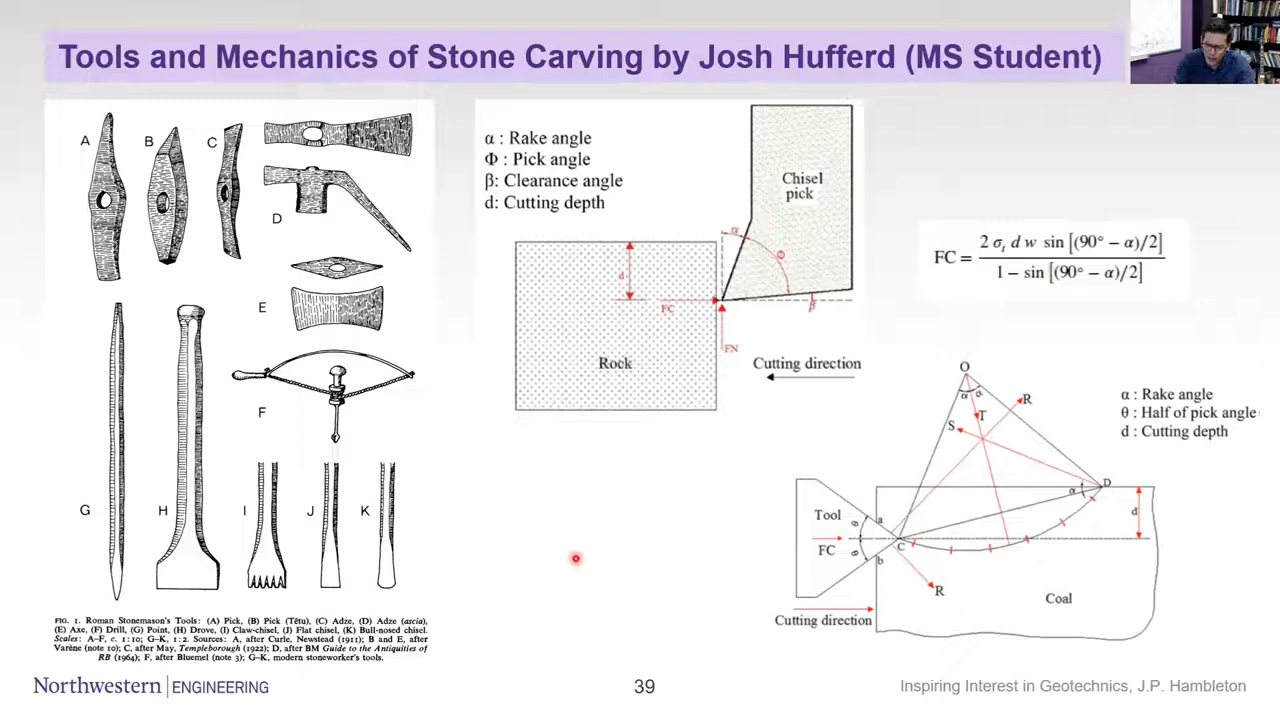 Tools and Mechanics of Stone Carving by Josh Hufferd (MS Student)
A
B
C
D
E
F
G
H
I
J
K
FIG. 1. Roman Stonemason's Tools: (A) Pick, (B) Pick (Têtu), (C) Adze, (D) Adze (ascia),
(E) Axe, (F) Drill, (G) Point, (H) Drove, (I) Claw-chisel, (J) Flat chisel, (K) Bull-nosed chisel.
Scales: A–F, c. 1:10; G–K, 1:2. Sources: A, after Curle, Newstead (1911); B and E, after
Varène (note 10); C, after May, Templeborough (1922); D, after BM Guide to the Antiquities of
RB (1964); F, after Bluemel (note 3); G–K, modern stoneworker's tools.
α : Rake angle
Φ : Pick angle
β: Clearance angle
d: Cutting depth
Chisel
pick
α
Φ
d
FC
β
FN
Rock
Cutting direction
FC = 2 σt d w sin [(90° − α)/2] / 1 − sin [(90° − α)/2]
O
α α
R
T
S
D
α
d
Tool
a
θ
FC
C
θ
b
R
Coal
Cutting direction
α : Rake angle
θ : Half of pick angle
d : Cutting depth
Northwestern | ENGINEERING
39
Inspiring Interest in Geotechnics, J.P. Hambleton